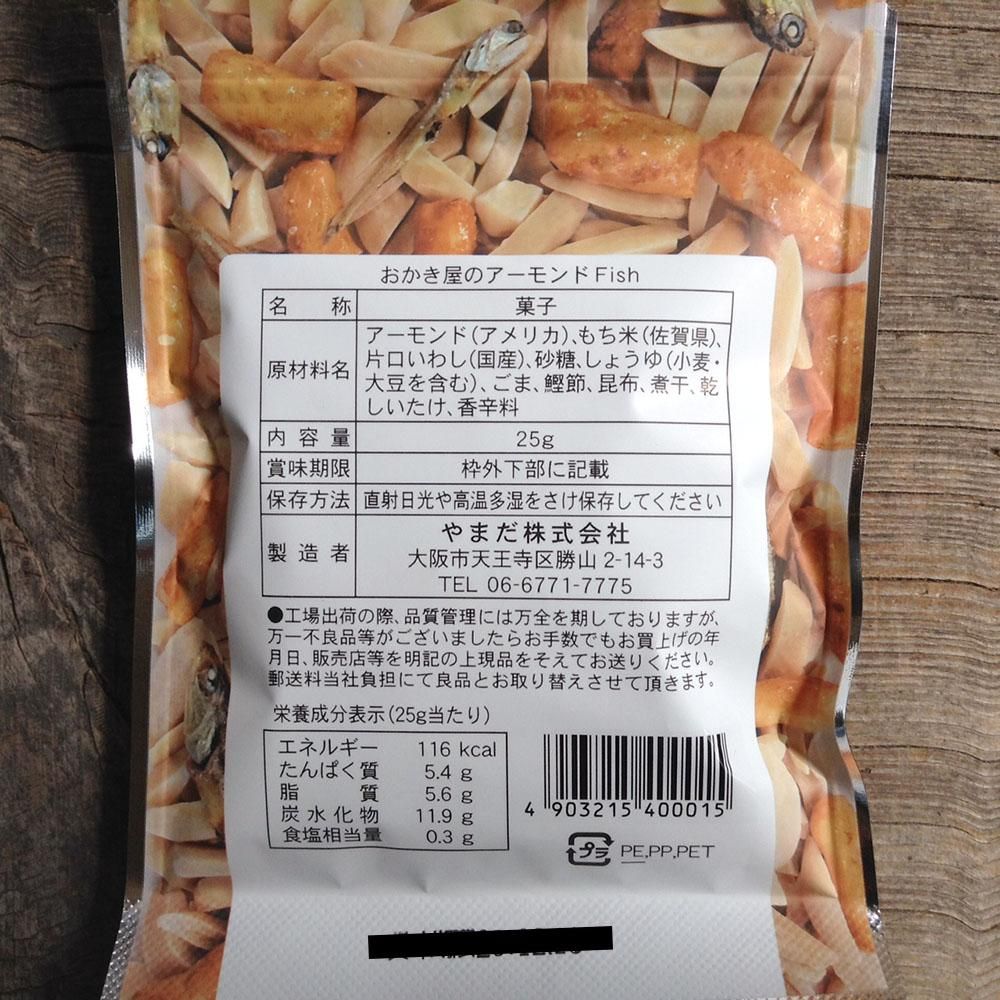 おかき屋のアーモンドFish
名 称 菓子
原材料名 アーモンド(アメリカ)、もち米(佐賀県)、
片口いわし(国産)、砂糖、しょうゆ(小麦・
大豆を含む)、ごま、鰹節、昆布、煮干、乾
しいたけ、香辛料
内容量 25g
賞味期限 枠外下部に記載
保存方法 直射日光や高温多湿をさけ保存してください
製造者 やまだ株式会社
大阪市天王寺区勝山 2-14-3
TEL 06-6771-7775
●工場出荷の際、品質管理には万全を期しておりますが、
万一不良品等がございましたらお手数でもお買上げの年
月日、販売店等を明記の上現品をそえてお送りください。
郵送料当社負担にて良品とお取り替えさせて頂きます。
栄養成分表示(25g当たり)
エネルギー 116 kcal
たんぱく質 5.4 g
脂 質 5.6 g
炭水化物 11.9 g
食塩相当量 0.3 g
4 903215 400015
プラ PE,PP,PET